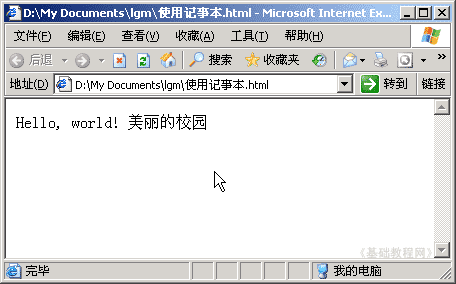 D:\My Documents\lgm\使用记事本.html - Microsoft Internet Ex...
文件(F) 编辑(E) 查看(V) 收藏(A) 工具(T) 帮助(H)
后退 搜索 收藏夹
地址(D) D:\My Documents\lgm\使用记事本.html 转到 链接
Hello, world! 美丽的校园
《基础教程网》
完毕 我的电脑